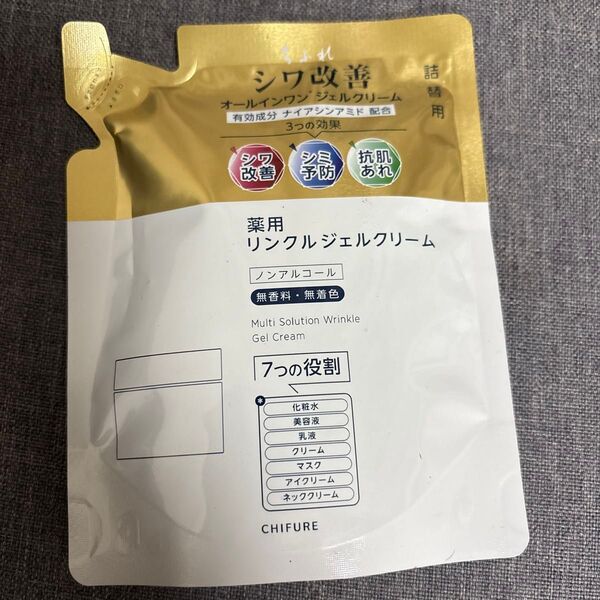 ちふれ
シワ改善
オールインワン ジェルクリーム
有効成分 ナイアシンアミド 配合
3つの効果
シワ
改善
シミ
予防
抗肌
あれ
詰替用
薬用
リンクルジェルクリーム
ノンアルコール
無香料・無着色
Multi Solution Wrinkle
Gel Cream
7つの役割
*
化粧水
美容液
乳液
クリーム
マスク
アイクリーム
ネッククリーム
CHIFURE